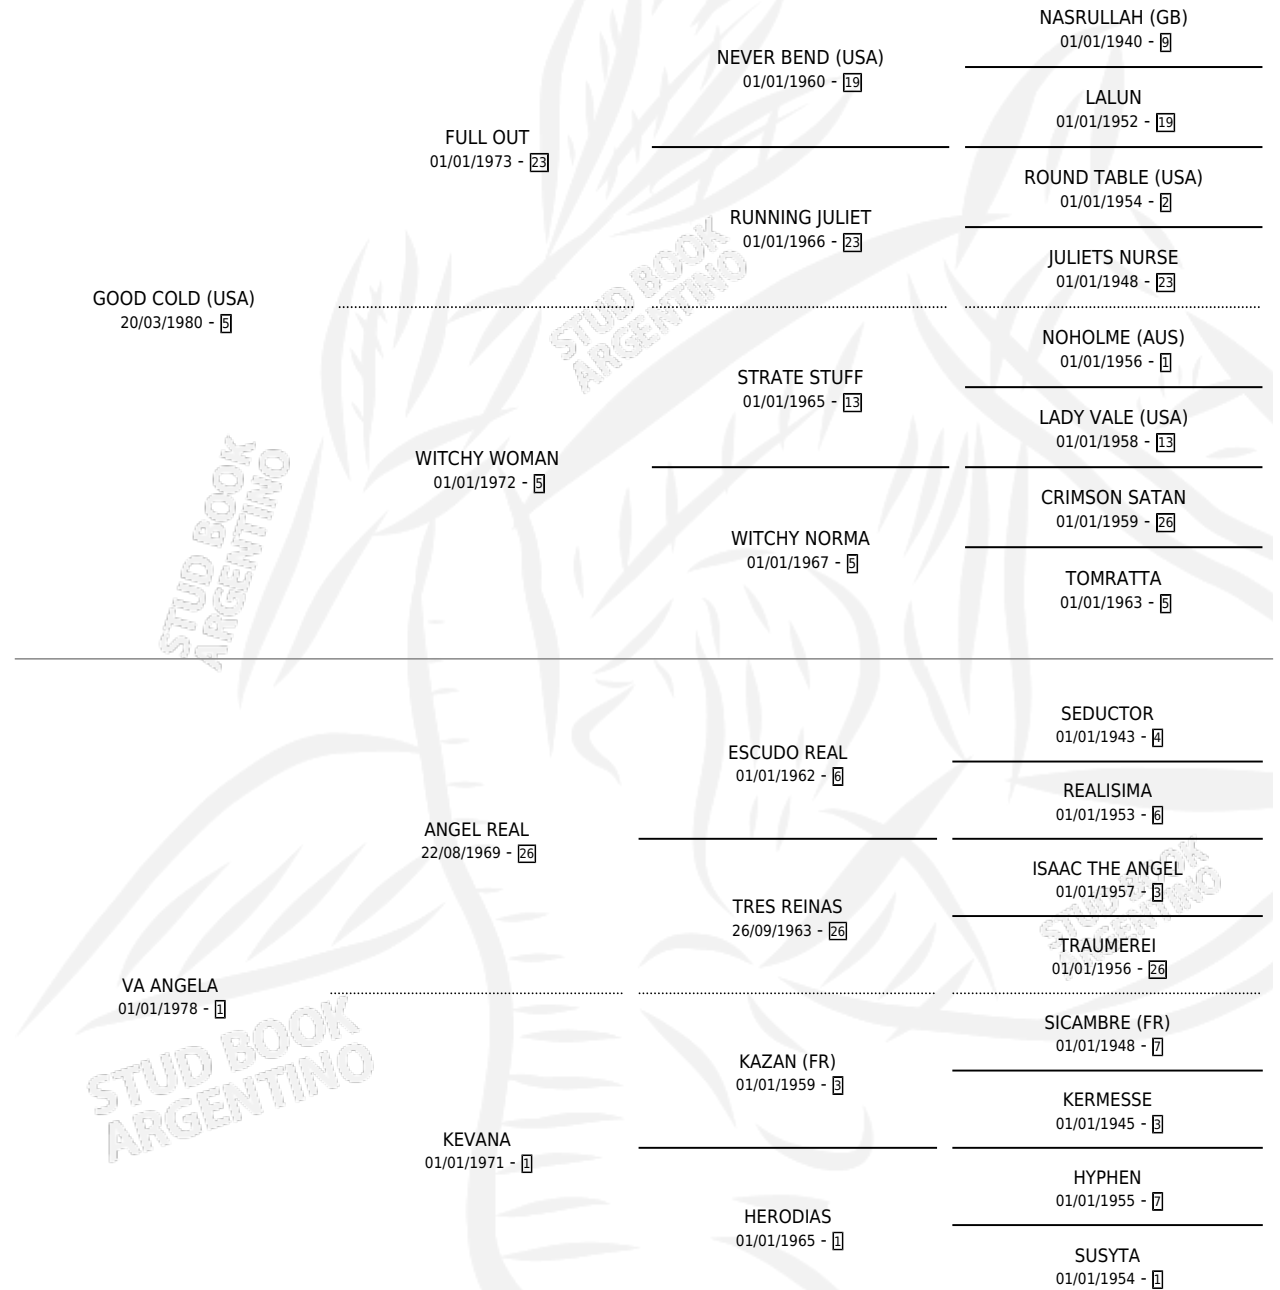 NASRULLAH (GB)
01/01/1940 - 9
NEVER BEND (USA)
01/01/1960 - 19
LALUN
01/01/1952 - 19
FULL OUT
01/01/1973 - 23
ROUND TABLE (USA)
01/01/1954 - 2
RUNNING JULIET
01/01/1966 - 23
JULIETS NURSE
01/01/1948 - 23
GOOD COLD (USA)
20/03/1980 - 5
NOHOLME (AUS)
01/01/1956 - 1
STRATE STUFF
01/01/1965 - 13
LADY VALE (USA)
01/01/1958 - 13
WITCHY WOMAN
01/01/1972 - 5
CRIMSON SATAN
01/01/1959 - 26
WITCHY NORMA
01/01/1967 - 5
TOMRATTA
01/01/1963 - 5
SEDUCTOR
01/01/1943 - 4
ESCUDO REAL
01/01/1962 - 6
REALISIMA
01/01/1953 - 6
ANGEL REAL
22/08/1969 - 26
ISAAC THE ANGEL
01/01/1957 - 3
TRES REINAS
26/09/1963 - 26
TRAUMEREI
01/01/1956 - 26
VA ANGELA
01/01/1978 - 1
SICAMBRE (FR)
01/01/1948 - 7
KAZAN (FR)
01/01/1959 - 3
KERMESSE
01/01/1945 - 3
KEVANA
01/01/1971 - 1
HYPHEN
01/01/1955 - 7
HERODIAS
01/01/1965 - 1
SUSYTA
01/01/1954 - 1
STUD BOOK
ARGENTINO
STUD BOOK
ARGENTINO
STUD BOOK
ARGENTINO
STUD BOOK
ARGENTINO